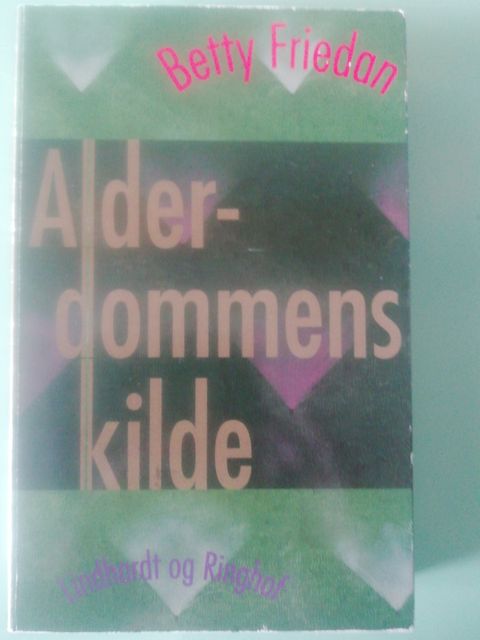 Betty Friedan
Alder-
dommens
kilde
Lindhardt og Ringhof